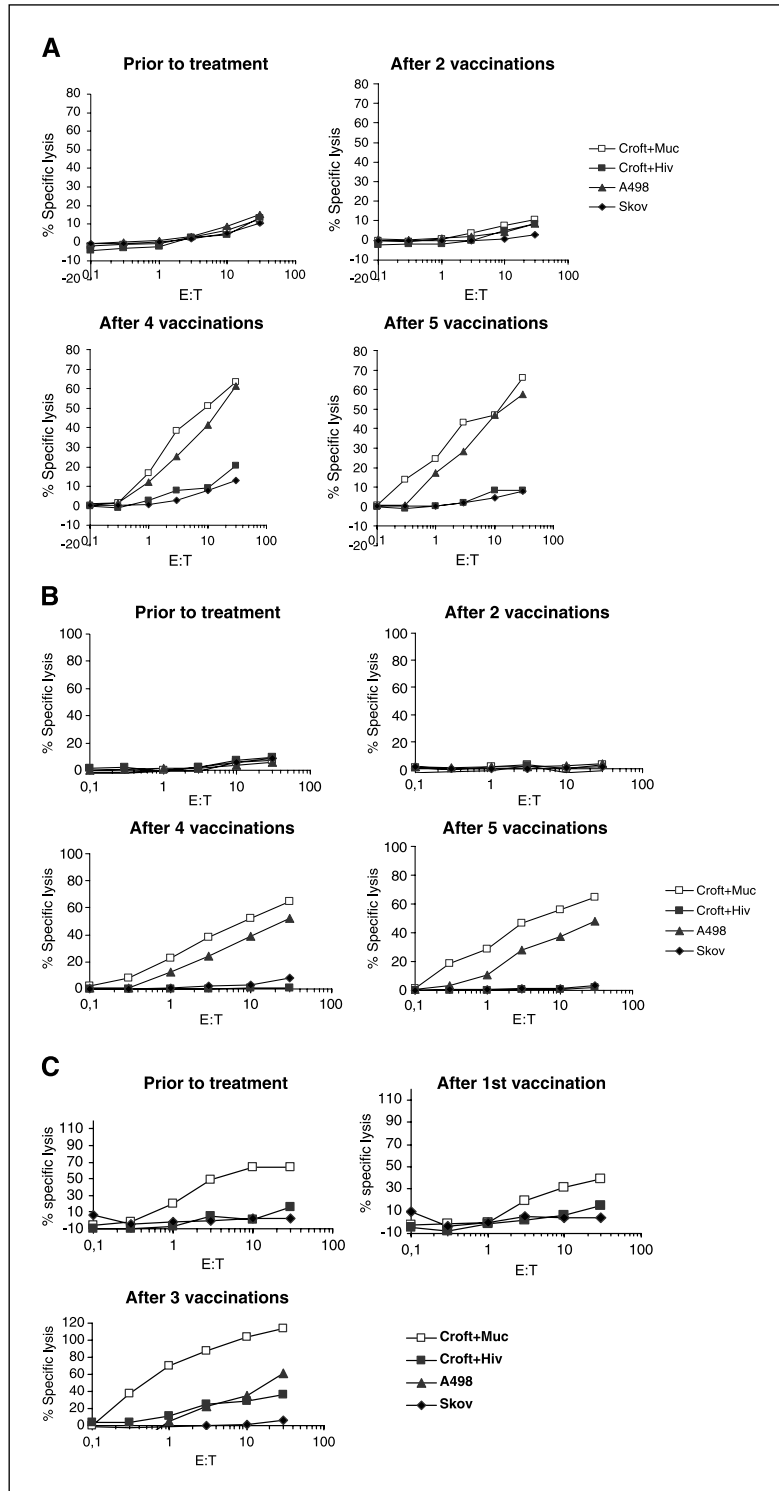 A
Prior to treatment
80
70
60
50
40
30
20
10
0
-10
-20
% Specific lysis
0,1
1
10
100
E:T
After 2 vaccinations
80
70
60
50
40
30
20
10
0
-10
-20
% Specific lysis
0,1
1
10
100
E:T
Croft+Muc
Croft+Hiv
A498
Skov
After 4 vaccinations
80
70
60
50
40
30
20
10
0
-10
-20
% Specific lysis
0,1
1
10
100
E:T
After 5 vaccinations
80
70
60
50
40
30
20
10
0
-10
-20
% Specific lysis
0,1
1
10
100
E:T
B
Prior to treatment
100
80
60
40
20
0
% Specific lysis
0,1
1
10
100
E:T
After 2 vaccinations
100
80
60
40
20
0
% Specific lysis
0,1
1
10
100
E:T
After 4 vaccinations
100
80
60
40
20
0
% Specific lysis
0,1
1
10
100
E:T
After 5 vaccinations
100
80
60
40
20
0
% Specific lysis
0,1
1
10
100
E:T
Croft+Muc
Croft+Hiv
A498
Skov
C
Prior to treatment
110
90
70
50
30
10
-10
% specific lysis
0,1
1
10
100
E:T
After 1st vaccination
110
90
70
50
30
10
-10
% specific lysis
0,1
1
10
100
E:T
After 3 vaccinations
120
100
80
60
40
20
0
% Specific lysis
0,1
1
10
100
E:T
Croft+Muc
Croft+Hiv
A498
Skov